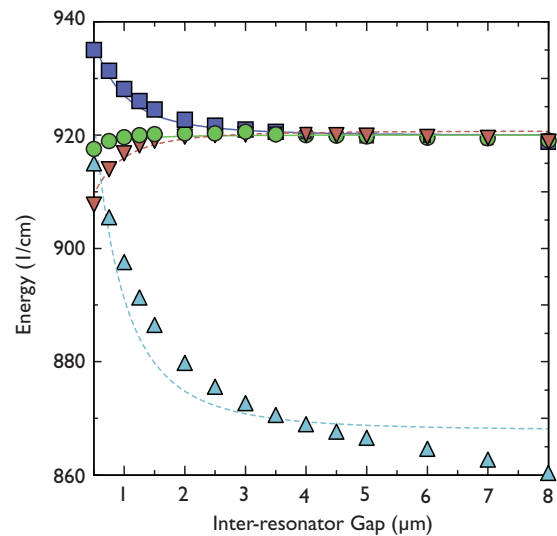 940
920
900
880
860
Energy (1/cm)
1 2 3 4 5 6 7 8
Inter-resonator Gap (μm)